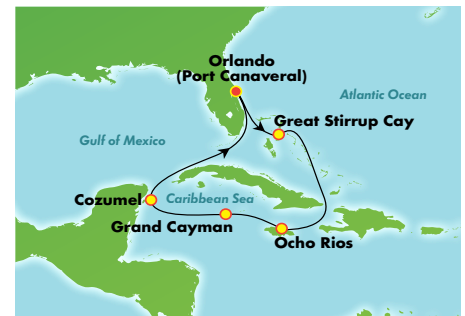 Orlando
(Port Canaveral)
Atlantic Ocean
Great Stirrup Cay
Gulf of Mexico
Cozumel
Caribbean Sea
Grand Cayman
Ocho Rios